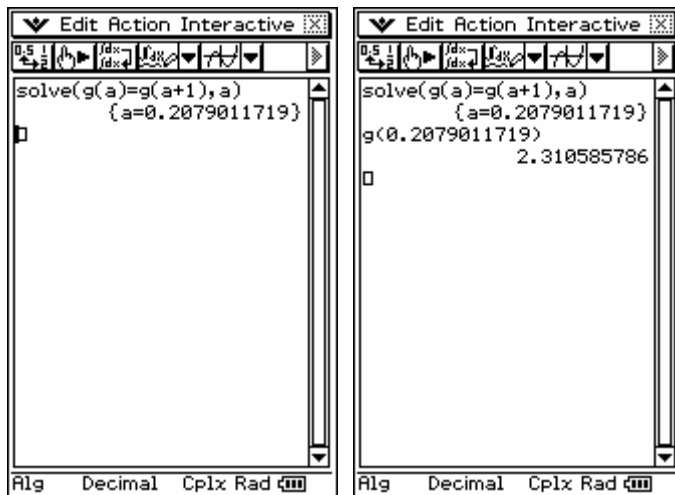 Edit Action Interactive
solve(g(a)=g(a+1),a)
{a=0.2079011719}
Alg Decimal Cplx Rad
Edit Action Interactive
solve(g(a)=g(a+1),a)
{a=0.2079011719}
g(0.2079011719)
2.310585786
Alg Decimal Cplx Rad